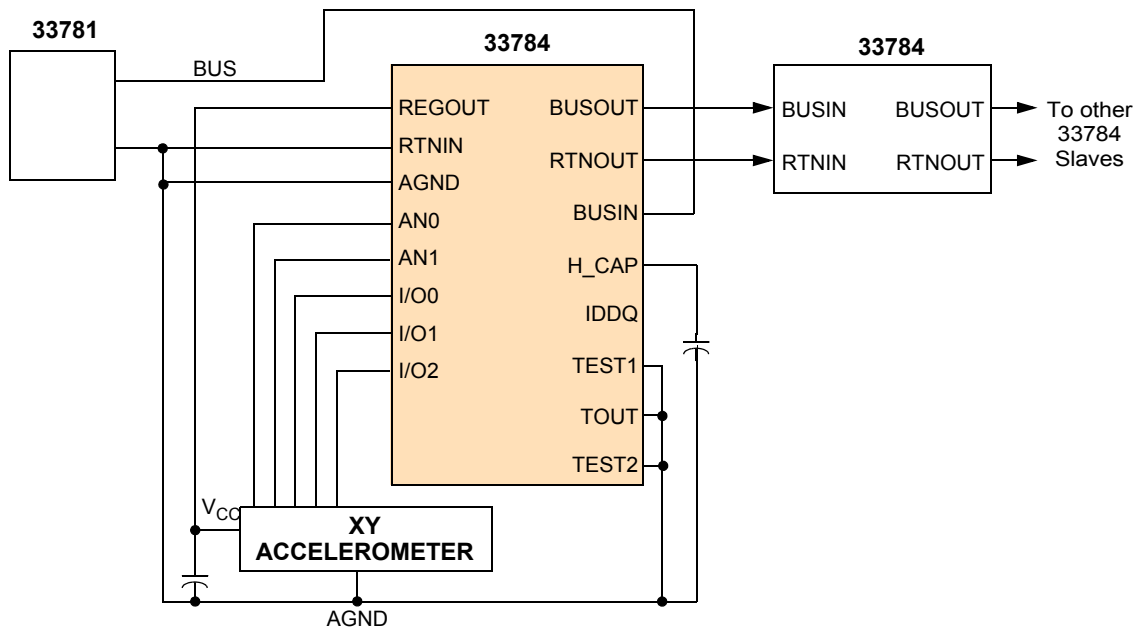 33781
BUS
33784
REGOUT
RTNIN
AGND
AN0
AN1
I/O0
I/O1
I/O2
BUSOUT
RTNOUT
BUSIN
H_CAP
IDDQ
TEST1
TOUT
TEST2
33784
BUSIN
RTNIN
BUSOUT
RTNOUT
To other
33784
Slaves
VCC
XY
ACCELEROMETER
AGND